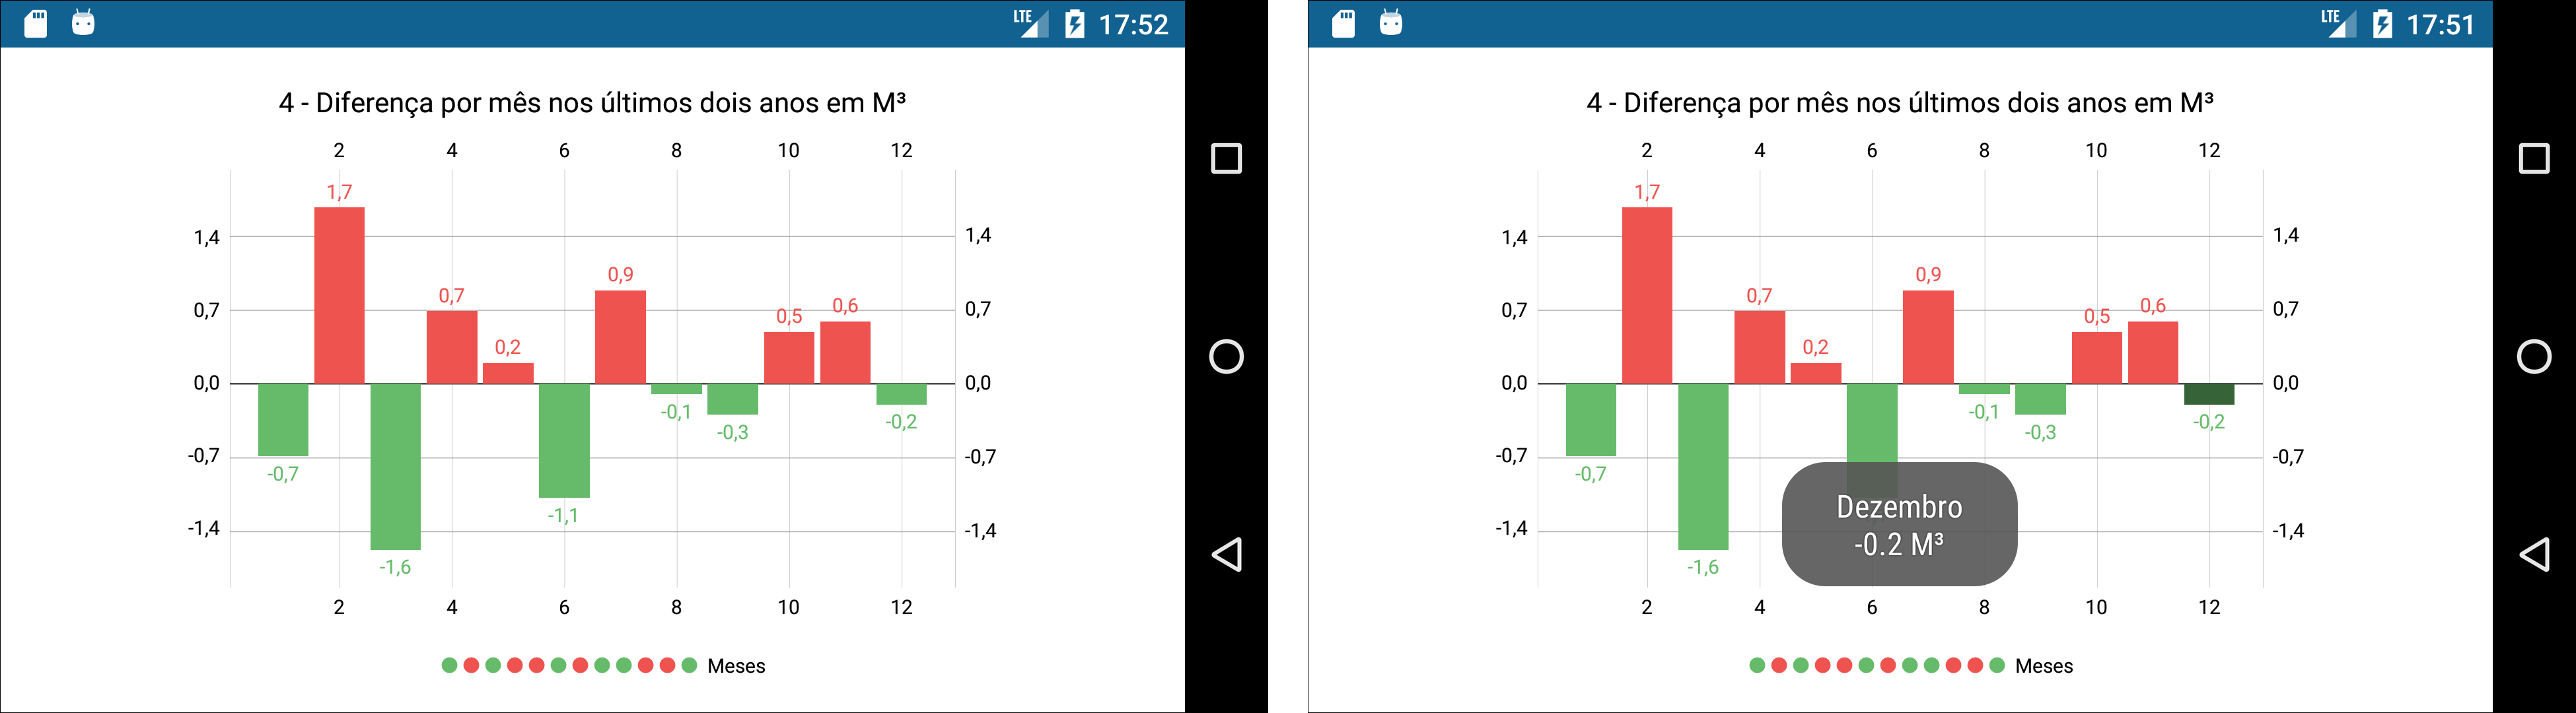 LTE 17:52
4 - Diferença por mês nos últimos dois anos em M³
2 4 6 8 10 12
1,7
1,4 1,4
0,9
0,7
0,7 0,7
0,6
0,5
0,2
0,0 0,0
-0,1
-0,2
-0,3
-0,7 -0,7
-0,7
-1,1
-1,4 -1,4
-1,6
2 4 6 8 10 12
Meses
LTE 17:51
4 - Diferença por mês nos últimos dois anos em M³
2 4 6 8 10 12
1,7
1,4 1,4
0,9
0,7
0,7 0,7
0,6
0,5
0,2
0,0 0,0
-0,1
-0,2
-0,3
-0,7 -0,7
-0,7
Dezembro
-0.2 M³
-1,4 -1,4
-1,6
2 4 6 8 10 12
Meses